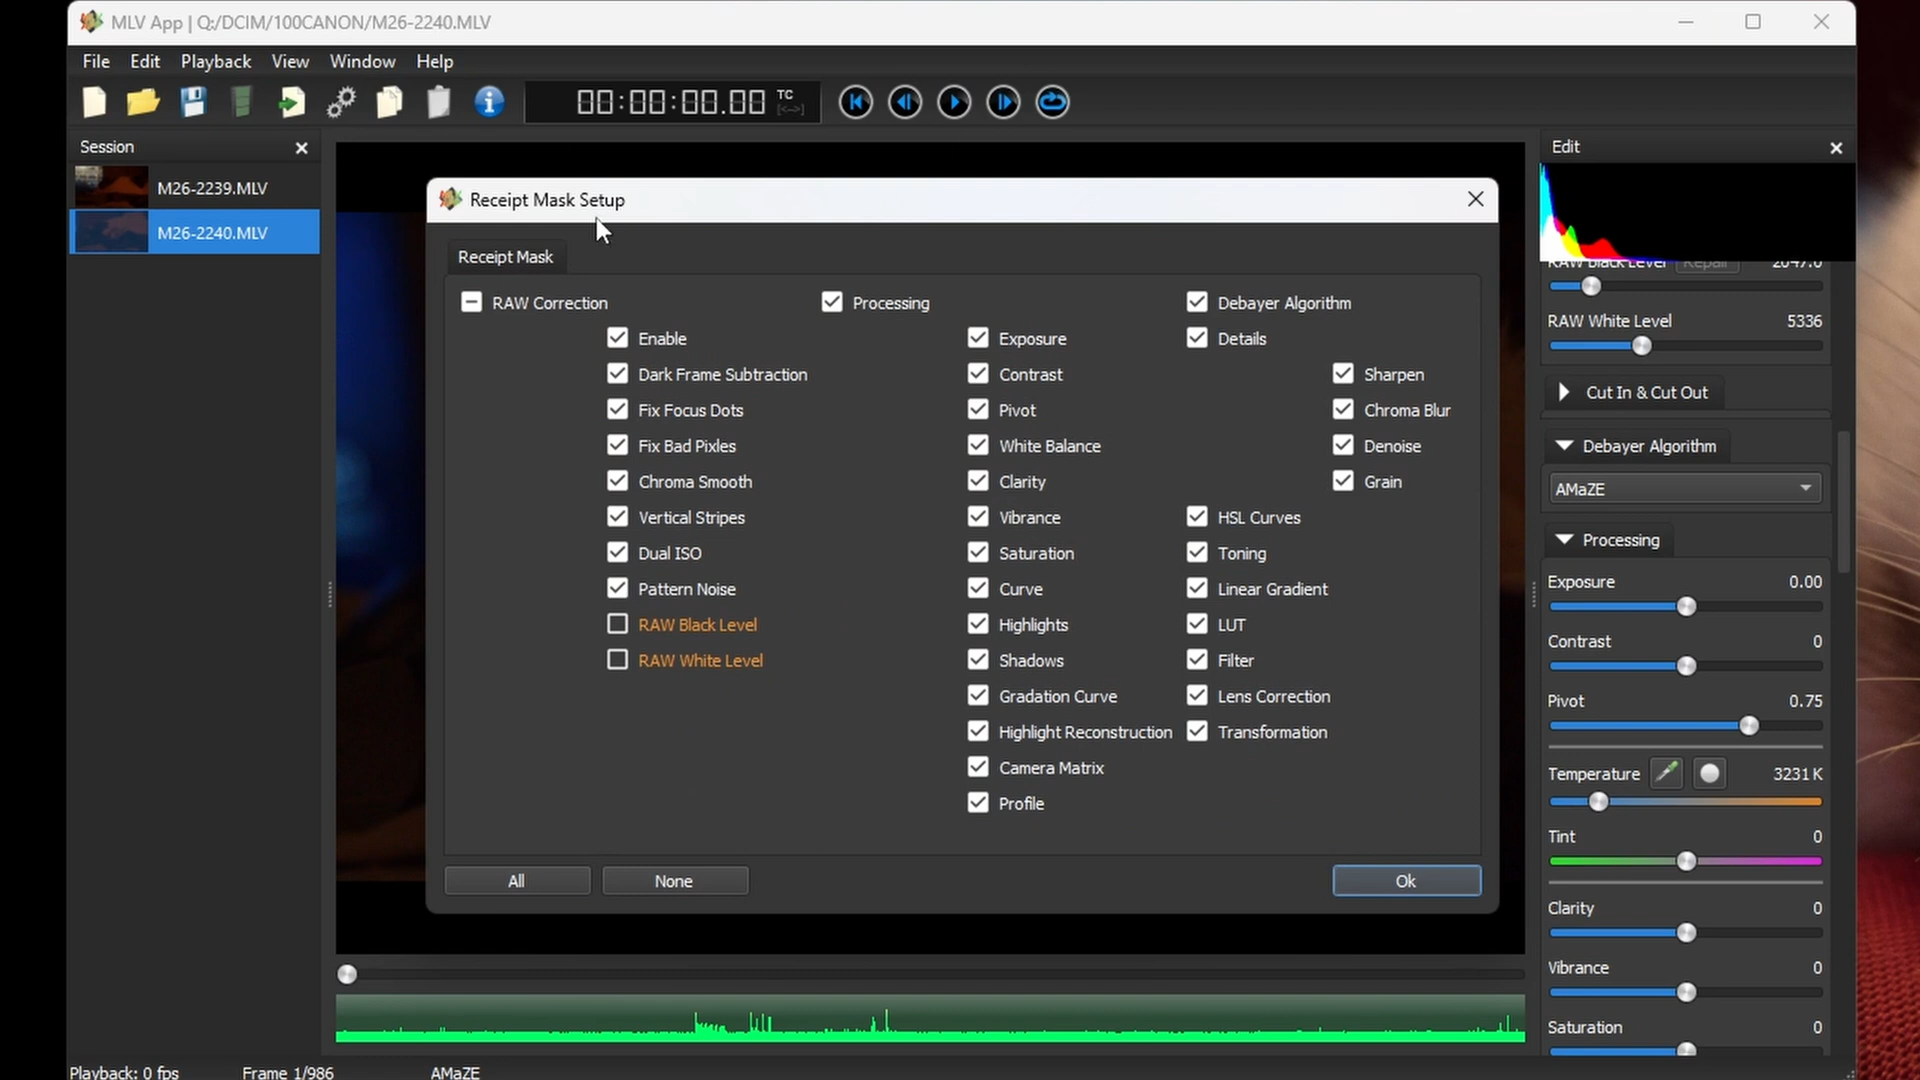 MLV App | Q:/DCIM/100CANON/M26-2240.MLV
File Edit Playback View Window Help
00:00:00.00 TC
Session
Edit
M26-2239.MLV
M26-2240.MLV
Receipt Mask Setup
Receipt Mask
RAW Correction
Enable
Dark Frame Subtraction
Fix Focus Dots
Fix Bad Pixles
Chroma Smooth
Vertical Stripes
Dual ISO
Pattern Noise
RAW Black Level
RAW White Level
Processing
Exposure
Contrast
Pivot
White Balance
Clarity
Vibrance
Saturation
Curve
Highlights
Shadows
Gradation Curve
Highlight Reconstruction
Camera Matrix
Profile
Debayer Algorithm
Details
Sharpen
Chroma Blur
Denoise
Grain
HSL Curves
Toning
Linear Gradient
LUT
Filter
Lens Correction
Transformation
All None Ok
RAW Black Level Repair 2047.0
RAW White Level 5336
Cut In & Cut Out
Debayer Algorithm
AMaZE
Processing
Exposure 0.00
Contrast 0
Pivot 0.75
Temperature 3231 K
Tint 0
Clarity 0
Vibrance 0
Saturation 0
Playback: 0 fps Frame 1/986 AMaZE